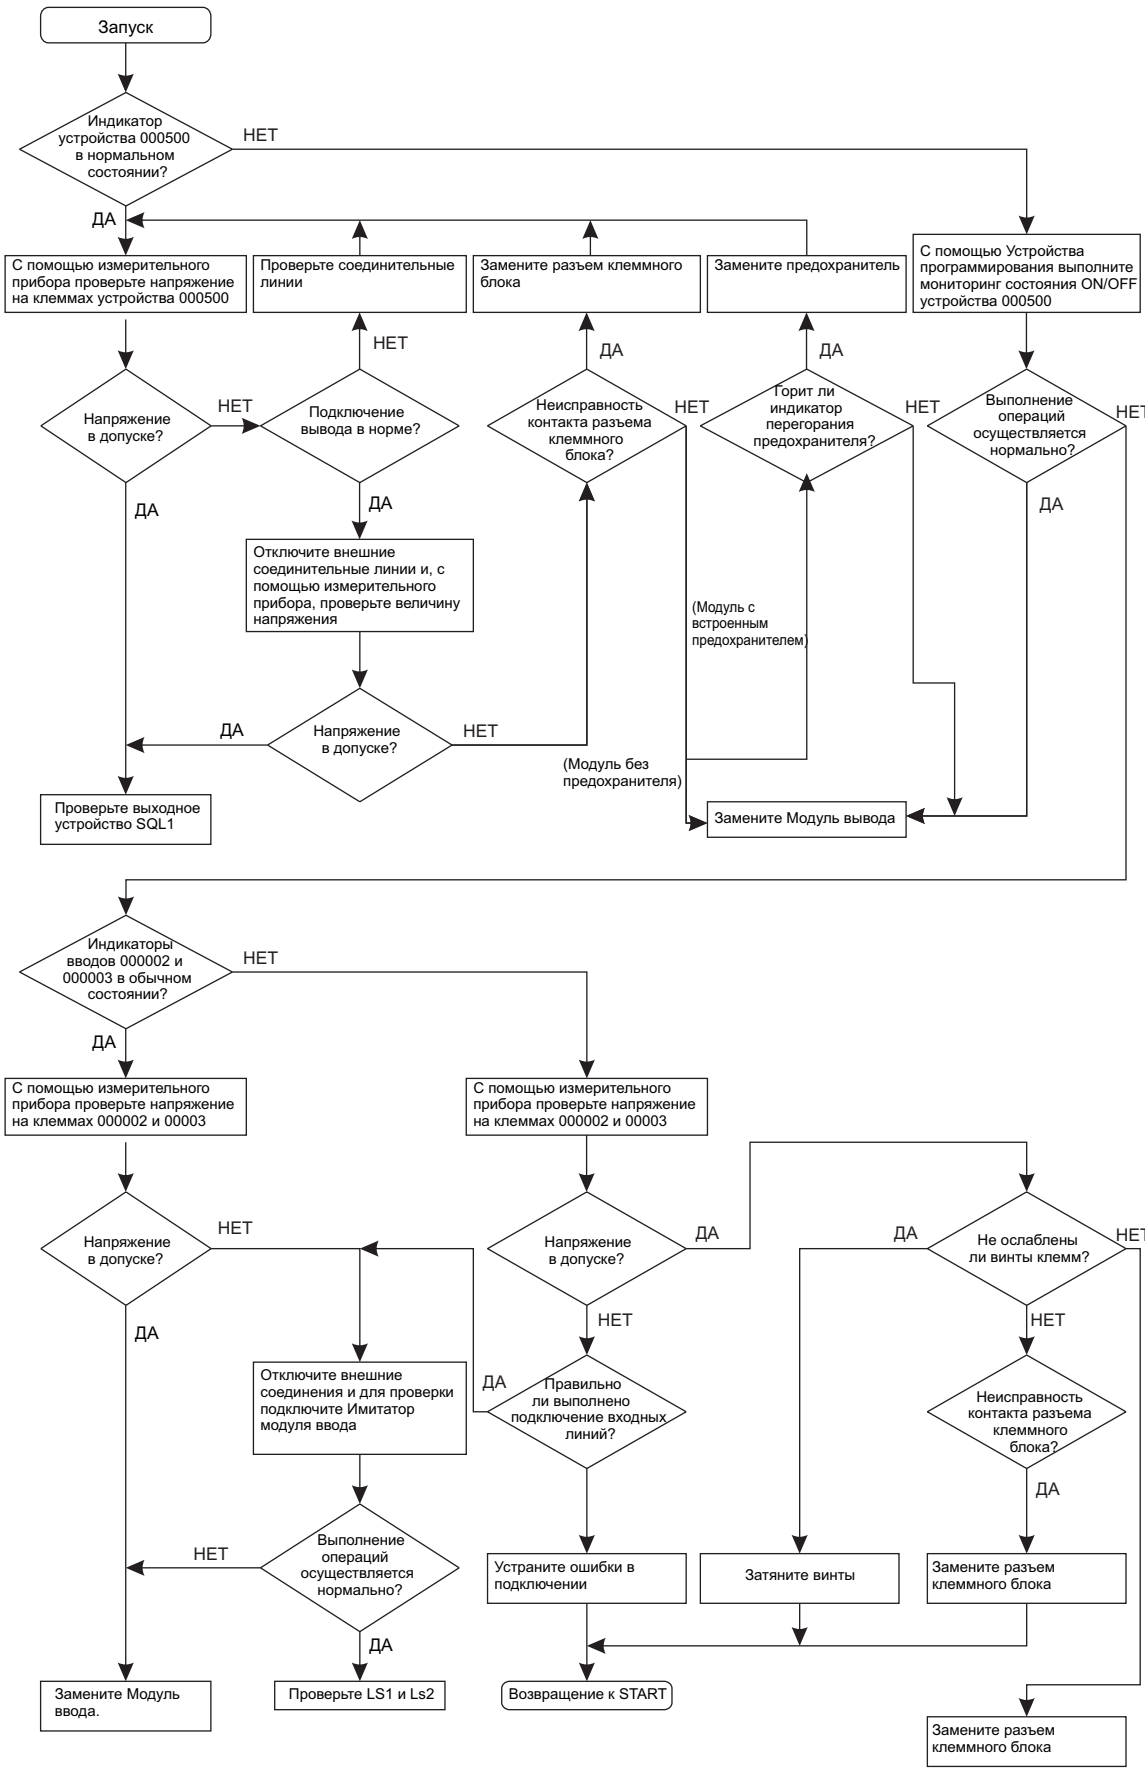 Запуск
Индикатор
устройства 000500
в нормальном
состоянии?
НЕТ
ДА
С помощью измерительного
прибора проверьте напряжение
на клеммах устройства 000500
Проверьте соединительные
линии
Замените разъем клеммного
блока
Замените предохранитель
С помощью Устройства
программирования выполните
мониторинг состояния ON/OFF
устройства 000500
НЕТ
ДА
ДА
Напряжение
в допуске?
НЕТ
Подключение
вывода в норме?
Неисправность
контакта разъема
клеммного
блока?
НЕТ
Горит ли
индикатор
перегорания
предохранителя?
НЕТ
Выполнение
операций
осуществляется
нормально?
НЕТ
ДА
ДА
ДА
Отключите внешние
соединительные линии и, с
помощью измерительного
прибора, проверьте величину
напряжения
(Модуль с
встроенным
предохранителем)
ДА
Напряжение
в допуске?
НЕТ
(Модуль без
предохранителя)
Проверьте выходное
устройство SQL1
Замените Модуль вывода
Индикаторы
вводов 000002 и
000003 в обычном
состоянии?
НЕТ
ДА
С помощью измерительного
прибора проверьте напряжение
на клеммах 000002 и 00003
С помощью измерительного
прибора проверьте напряжение
на клеммах 000002 и 00003
Напряжение
в допуске?
НЕТ
Напряжение
в допуске?
ДА
ДА
Не ослаблены
ли винты клемм?
НЕТ
ДА
НЕТ
НЕТ
Отключите внешние
соединения и для проверки
подключите Имитатор
модуля ввода
ДА
Правильно
ли выполнено
подключение входных
линий?
Неисправность
контакта разъема
клеммного
блока?
ДА
НЕТ
Выполнение
операций
осуществляется
нормально?
Устраните ошибки в
подключении
Затяните винты
Замените разъем
клеммного блока
ДА
Замените Модуль
ввода.
Проверьте LS1 и Ls2
Возвращение к START
Замените разъем
клеммного блока